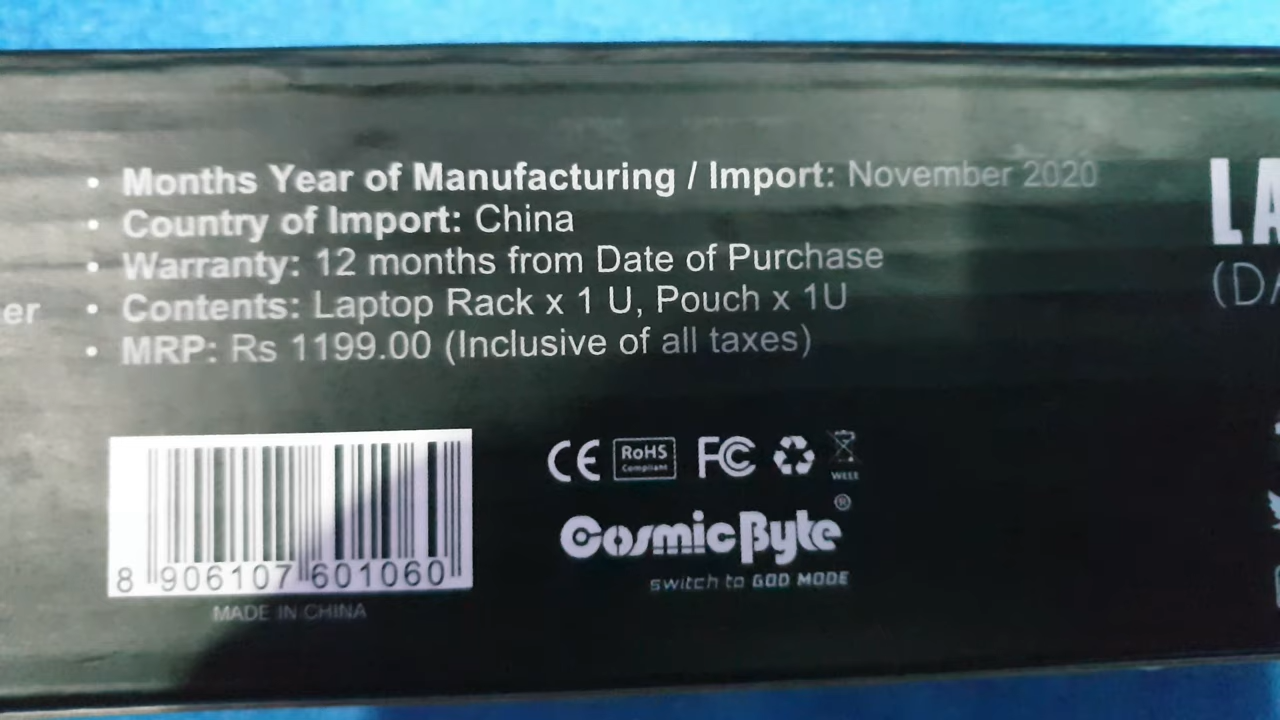 • Months Year of Manufacturing / Import: November 2020
• Country of Import: China
• Warranty: 12 months from Date of Purchase
er
• Contents: Laptop Rack x 1 U, Pouch x 1U
• MRP: Rs 1199.00 (Inclusive of all taxes)
LA
(DA
CE RoHS Compliant FC WEEE
8 906107 601060
MADE IN CHINA
CosmicByte®
switch to GOD MODE